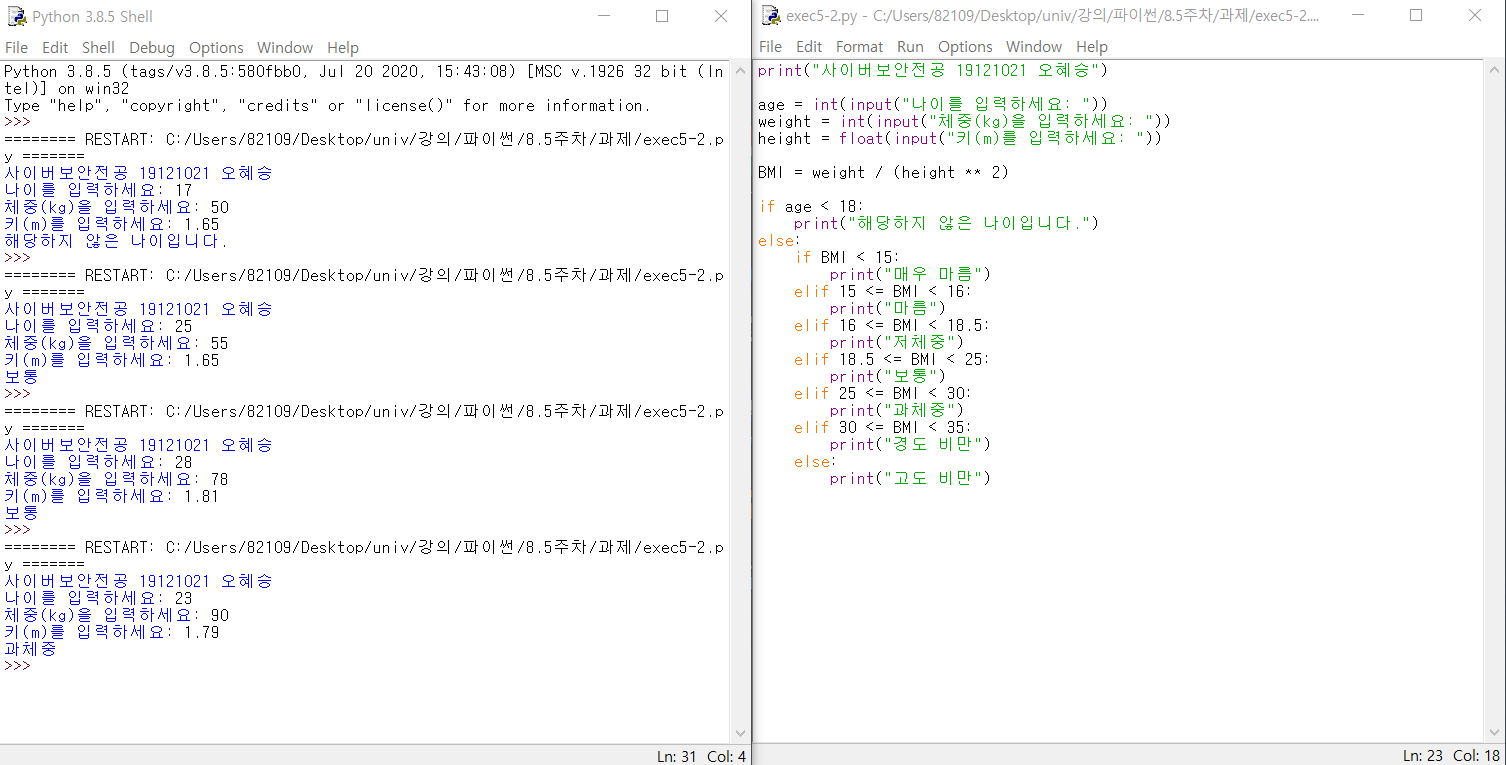 Python 3.8.5 Shell
File Edit Shell Debug Options Window Help
Python 3.8.5 (tags/v3.8.5:580fbb0, Jul 20 2020, 15:43:08) [MSC v.1926 32 bit (In
tel)] on win32
Type "help", "copyright", "credits" or "license()" for more information.
>>>
======== RESTART: C:/Users/82109/Desktop/univ/강의/파이썬/8.5주차/과제/exec5-2.p
y =======
사이버보안전공 19121021 오혜승
나이를 입력하세요: 17
체중(kg)을 입력하세요: 50
키(m)를 입력하세요: 1.65
해당하지 않은 나이입니다.
>>>
======== RESTART: C:/Users/82109/Desktop/univ/강의/파이썬/8.5주차/과제/exec5-2.p
y =======
사이버보안전공 19121021 오혜승
나이를 입력하세요: 25
체중(kg)을 입력하세요: 55
키(m)를 입력하세요: 1.65
보통
>>>
======== RESTART: C:/Users/82109/Desktop/univ/강의/파이썬/8.5주차/과제/exec5-2.p
y =======
사이버보안전공 19121021 오혜승
나이를 입력하세요: 28
체중(kg)을 입력하세요: 78
키(m)를 입력하세요: 1.81
보통
>>>
======== RESTART: C:/Users/82109/Desktop/univ/강의/파이썬/8.5주차/과제/exec5-2.p
y =======
사이버보안전공 19121021 오혜승
나이를 입력하세요: 23
체중(kg)을 입력하세요: 90
키(m)를 입력하세요: 1.79
과체중
>>>
Ln: 31 Col: 4
exec5-2.py - C:/Users/82109/Desktop/univ/강의/파이썬/8.5주차/과제/exec5-2....
File Edit Format Run Options Window Help
print("사이버보안전공 19121021 오혜승")
age = int(input("나이를 입력하세요: "))
weight = int(input("체중(kg)을 입력하세요: "))
height = float(input("키(m)를 입력하세요: "))
BMI = weight / (height ** 2)
if age < 18:
    print("해당하지 않은 나이입니다.")
else:
    if BMI < 15:
        print("매우 마름")
    elif 15 <= BMI < 16:
        print("마름")
    elif 16 <= BMI < 18.5:
        print("저체중")
    elif 18.5 <= BMI < 25:
        print("보통")
    elif 25 <= BMI < 30:
        print("과체중")
    elif 30 <= BMI < 35:
        print("경도 비만")
    else:
        print("고도 비만")
Ln: 23 Col: 18